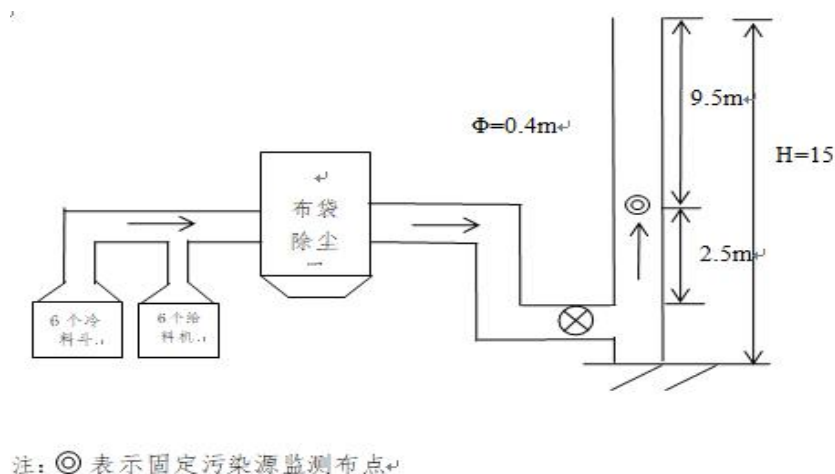 Φ=0.4m
9.5m
H=15
布袋
除尘
2.5m
6个冷
料斗
6个给
料机
注:◎表示固定污染源监测布点